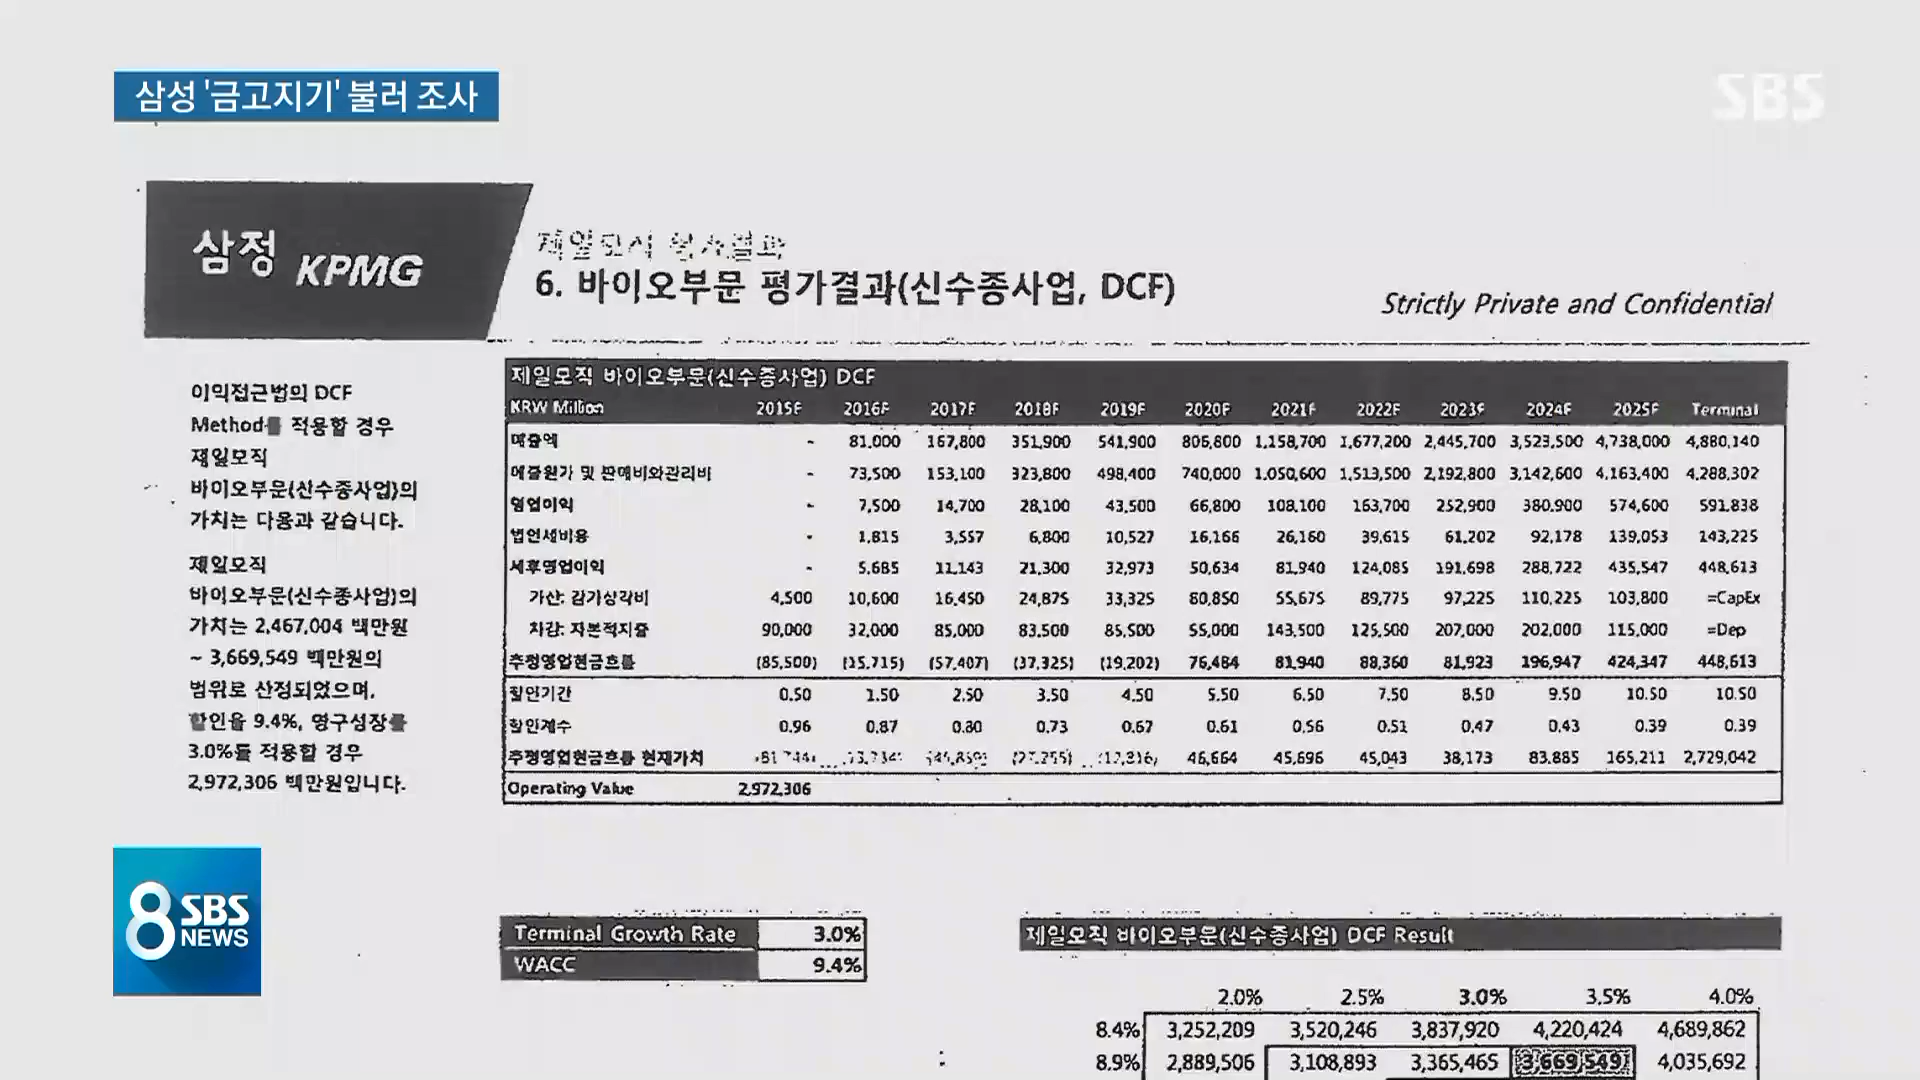 삼성 '금고지기' 불러 조사
SBS
삼정 KPMG
제일모직 평가결과
6. 바이오부문 평가결과(신수종사업, DCF)
Strictly Private and Confidential
이익접근법의 DCF
Method를 적용할 경우
제일모직
바이오부문(신수종사업)의
가치는 다음과 같습니다.
제일모직
바이오부문(신수종사업)의
가치는 2,467,004 백만원
~ 3,669,549 백만원의
범위로 산정되었으며,
할인율 9.4%, 영구성장률
3.0%를 적용할 경우
2,972,306 백만원입니다.
제일모직 바이오부문(신수종사업) DCF
KRW Million 2015F 2016F 2017F 2018F 2019F 2020F 2021F 2022F 2023F 2024F 2025F Terminal
매출액 - 81,000 167,800 351,900 541,900 806,800 1,158,700 1,677,200 2,445,700 3,523,500 4,738,000 4,880,140
매출원가 및 판매비와관리비 - 73,500 153,100 323,800 498,400 740,000 1,050,600 1,513,500 2,192,800 3,142,600 4,163,400 4,288,302
영업이익 - 7,500 14,700 28,100 43,500 66,800 108,100 163,700 252,900 380,900 574,600 591,838
법인세비용 - 1,815 3,557 6,800 10,527 16,166 26,160 39,615 61,202 92,178 139,053 143,225
세후영업이익 - 5,685 11,143 21,300 32,973 50,634 81,940 124,085 191,698 288,722 435,547 448,613
가산: 감가상각비 4,500 10,600 16,450 24,875 33,325 80,850 55,675 89,775 97,225 110,225 103,800 =CapEx
차감: 자본적지출 90,000 32,000 85,000 83,500 85,500 55,000 143,500 125,500 207,000 202,000 115,000 =Dep
추정영업현금흐름 (85,500) (15,715) (57,407) (37,325) (19,202) 76,484 81,940 88,360 81,923 196,947 424,347 448,613
할인기간 0.50 1.50 2.50 3.50 4.50 5.50 6.50 7.50 8.50 9.50 10.50 10.50
할인계수 0.96 0.87 0.80 0.73 0.67 0.61 0.56 0.51 0.47 0.43 0.39 0.39
추정영업현금흐름 현재가치 46,664 45,696 45,043 38,173 83,885 165,211 2,729,042
Operating Value 2,972,306
Terminal Growth Rate 3.0%
WACC 9.4%
제일모직 바이오부문(신수종사업) DCF Result
2.0% 2.5% 3.0% 3.5% 4.0%
8.4% 3,252,209 3,520,246 3,837,920 4,220,424 4,689,862
8.9% 2,889,506 3,108,893 3,365,465 3,669,549 4,035,692
8 SBS
NEWS